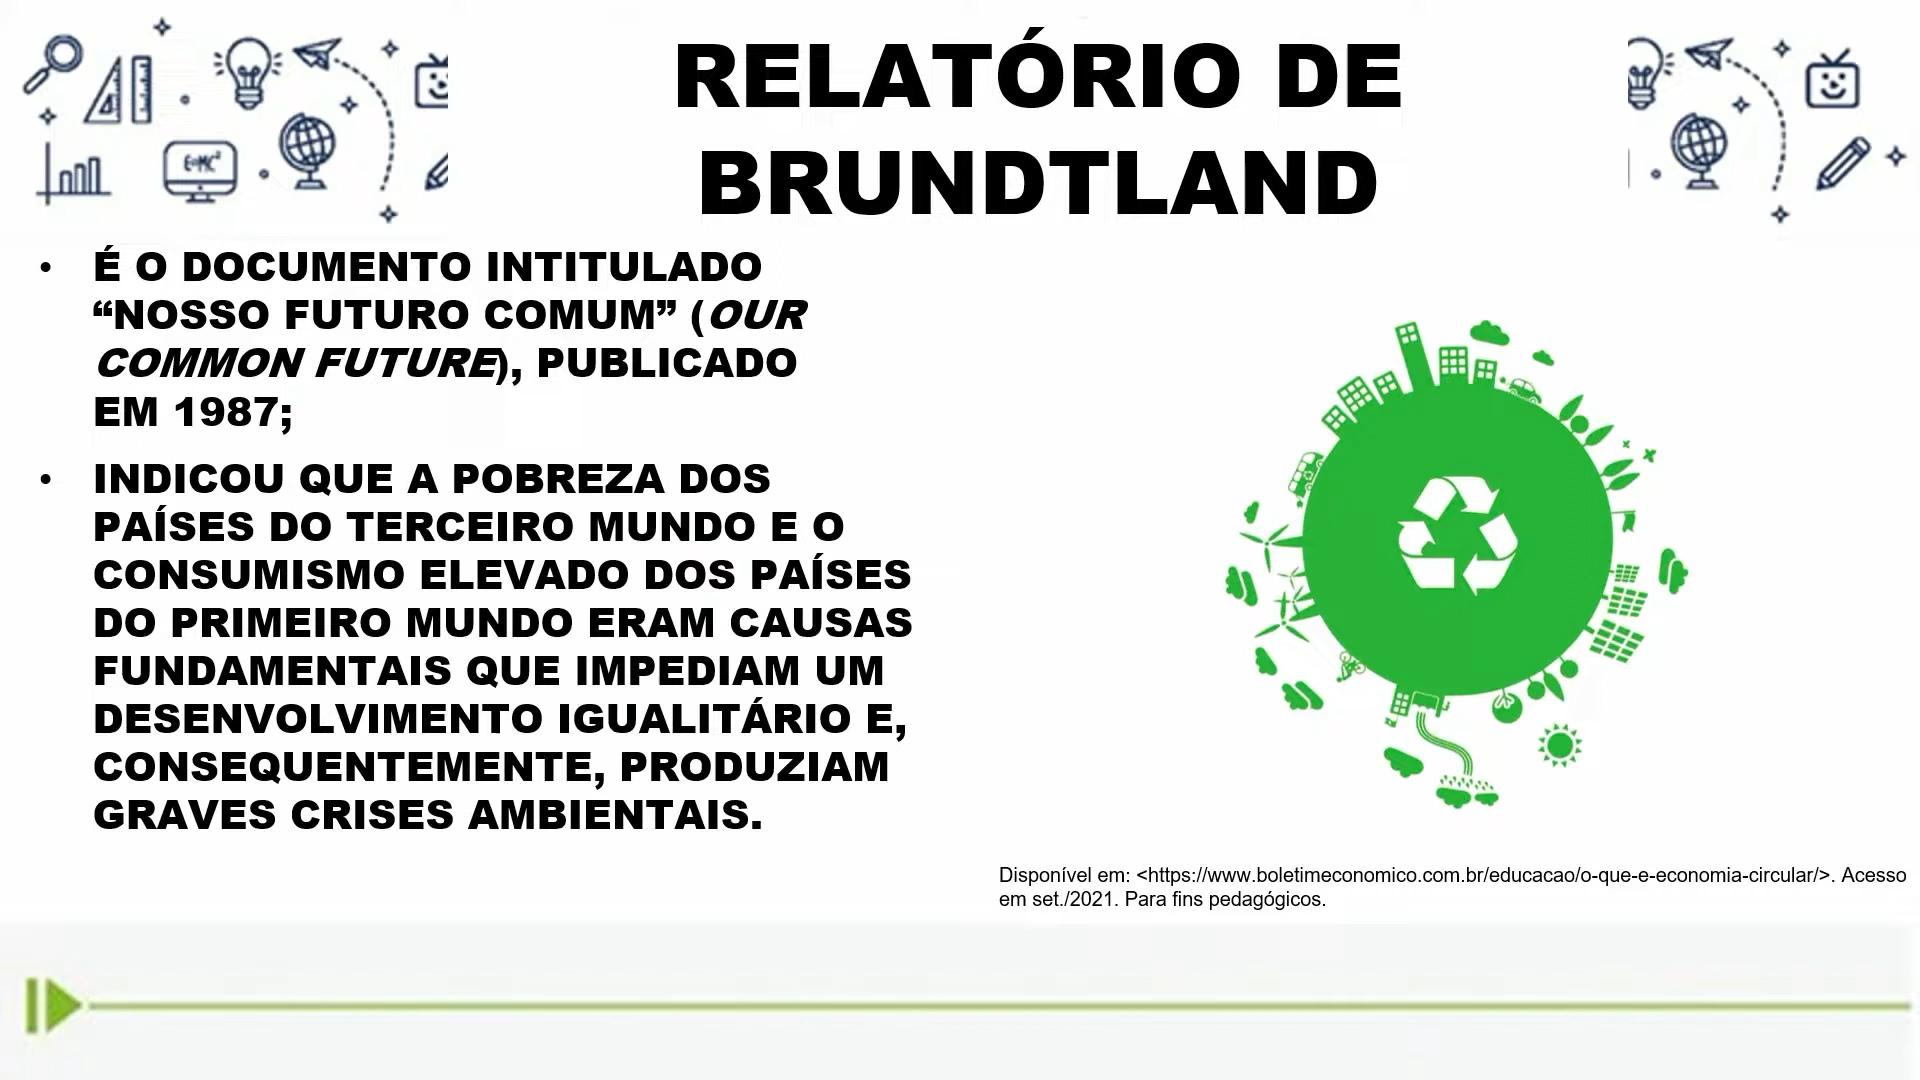 RELATÓRIO DE
BRUNDTLAND
E=MC²
• É O DOCUMENTO INTITULADO
“NOSSO FUTURO COMUM” (OUR
COMMON FUTURE), PUBLICADO
EM 1987;
• INDICOU QUE A POBREZA DOS
PAÍSES DO TERCEIRO MUNDO E O
CONSUMISMO ELEVADO DOS PAÍSES
DO PRIMEIRO MUNDO ERAM CAUSAS
FUNDAMENTAIS QUE IMPEDIAM UM
DESENVOLVIMENTO IGUALITÁRIO E,
CONSEQUENTEMENTE, PRODUZIAM
GRAVES CRISES AMBIENTAIS.
Disponível em: <https://www.boletimeconomico.com.br/educacao/o-que-e-economia-circular/>. Acesso
em set./2021. Para fins pedagógicos.